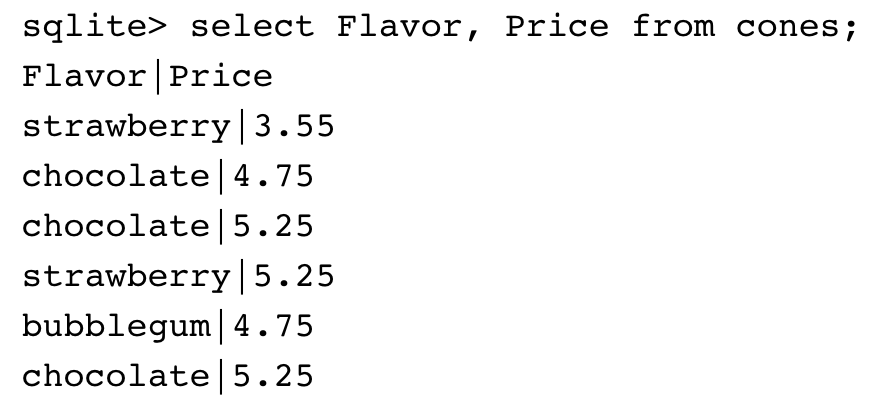 sqlite> select Flavor, Price from cones;
Flavor|Price
strawberry|3.55
chocolate|4.75
chocolate|5.25
strawberry|5.25
bubblegum|4.75
chocolate|5.25